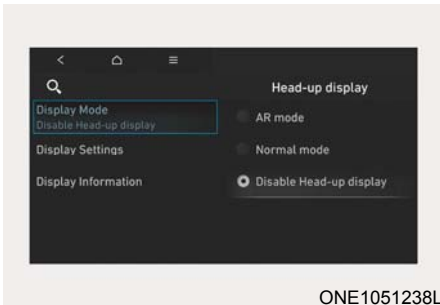 Head-up display
Display Mode
Disable Head-up display
Display Settings
Display Information
AR mode
Normal mode
Disable Head-up display
ONE1051238L